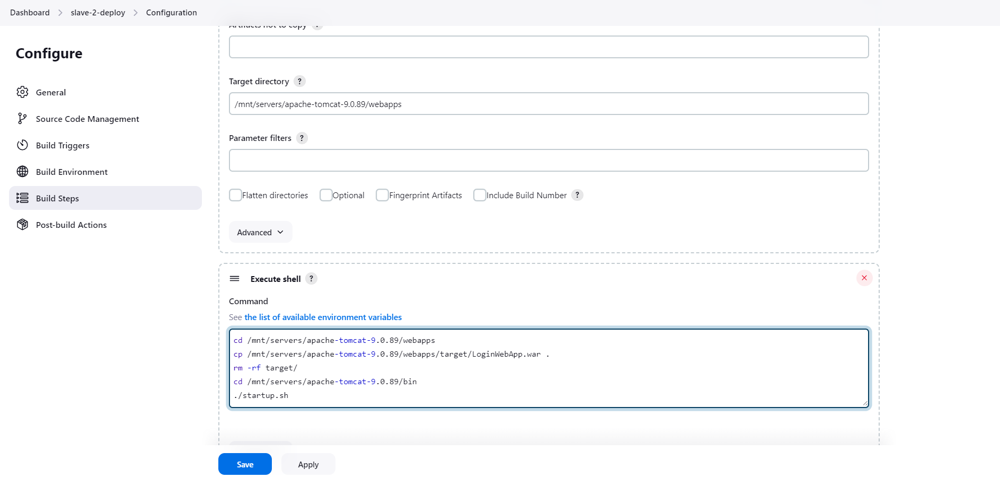 Dashboard > slave-2-deploy > Configuration
Configure
General
Source Code Management
Build Triggers
Build Environment
Build Steps
Post-build Actions
Artifacts not to copy ?
Target directory ?
/mnt/servers/apache-tomcat-9.0.89/webapps
Parameter filters ?
Flatten directories Optional Fingerprint Artifacts Include Build Number ?
Advanced
Execute shell ?
Command
See the list of available environment variables
cd /mnt/servers/apache-tomcat-9.0.89/webapps
cp /mnt/servers/apache-tomcat-9.0.89/webapps/target/LoginWebApp.war .
rm -rf target/
cd /mnt/servers/apache-tomcat-9.0.89/bin
./startup.sh
Save Apply